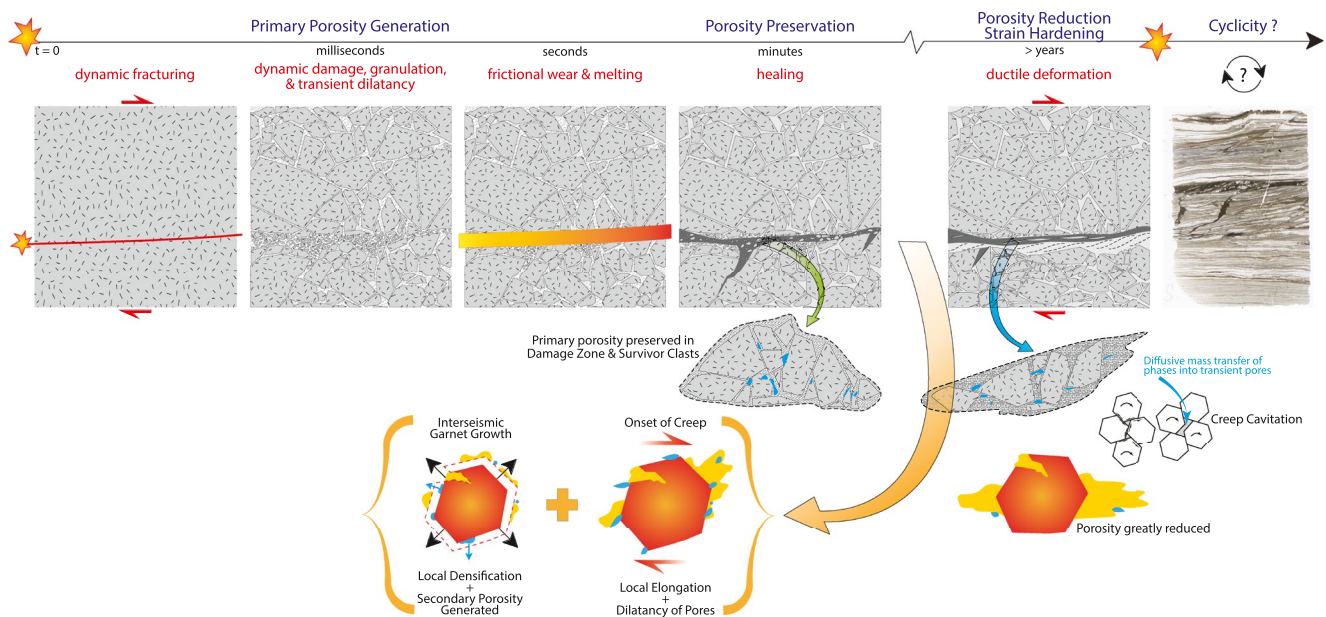 Primary Porosity Generation
Porosity Preservation
Porosity Reduction
Strain Hardening
Cyclicity ?
t = 0
milliseconds
seconds
minutes
> years
dynamic fracturing
dynamic damage, granulation,
& transient dilatancy
frictional wear & melting
healing
ductile deformation
?
Primary porosity preserved in
Damage Zone & Survivor Clasts
Diffusive mass transfer of
phases into transient pores
Creep Cavitation
Interseismic
Garnet Growth
Onset of Creep
Porosity greatly reduced
Local Densification
+
Secondary Porosity
Generated
Local Elongation
+
Dilatancy of Pores